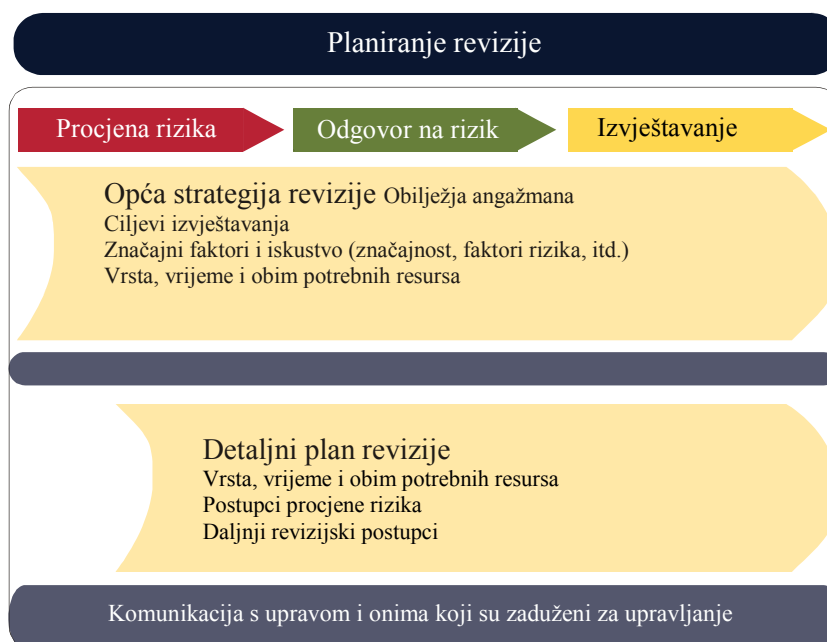 Planiranje revizije
Procjena rizika
Odgovor na rizik
Izvještavanje
Opća strategija revizije Obilježja angažmana
Ciljevi izvještavanja
Značajni faktori i iskustvo (značajnost, faktori rizika, itd.)
Vrsta, vrijeme i obim potrebnih resursa
Detaljni plan revizije
Vrsta, vrijeme i obim potrebnih resursa
Postupci procjene rizika
Daljnji revizijski postupci
Komunikacija s upravom i onima koji su zaduženi za upravljanje